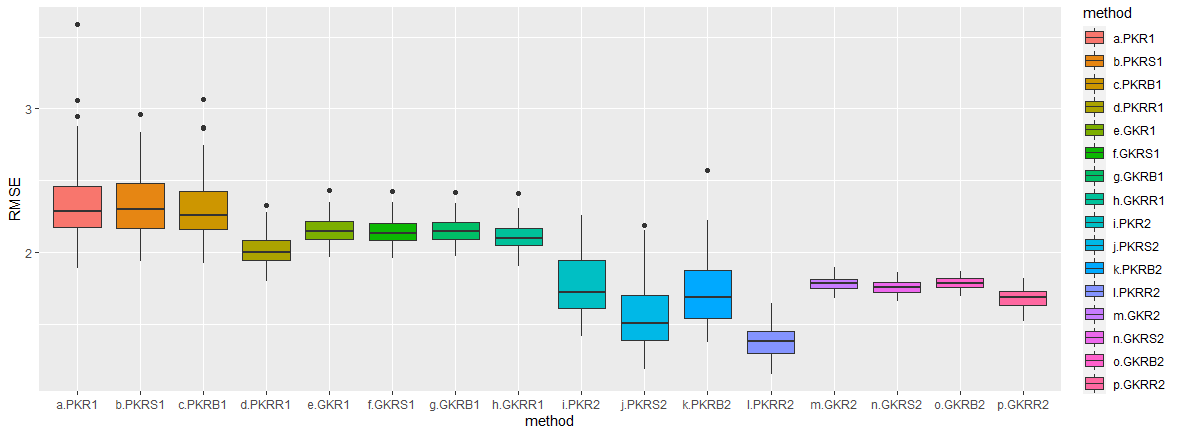 RMSE
3
2
a.PKR1 b.PKRS1 c.PKRB1 d.PKRR1 e.GKR1 f.GKRS1 g.GKRB1 h.GKRR1 i.PKR2 j.PKRS2 k.PKRB2 l.PKRR2 m.GKR2 n.GKRS2 o.GKRB2 p.GKRR2
method
method
a.PKR1
b.PKRS1
c.PKRB1
d.PKRR1
e.GKR1
f.GKRS1
g.GKRB1
h.GKRR1
i.PKR2
j.PKRS2
k.PKRB2
l.PKRR2
m.GKR2
n.GKRS2
o.GKRB2
p.GKRR2